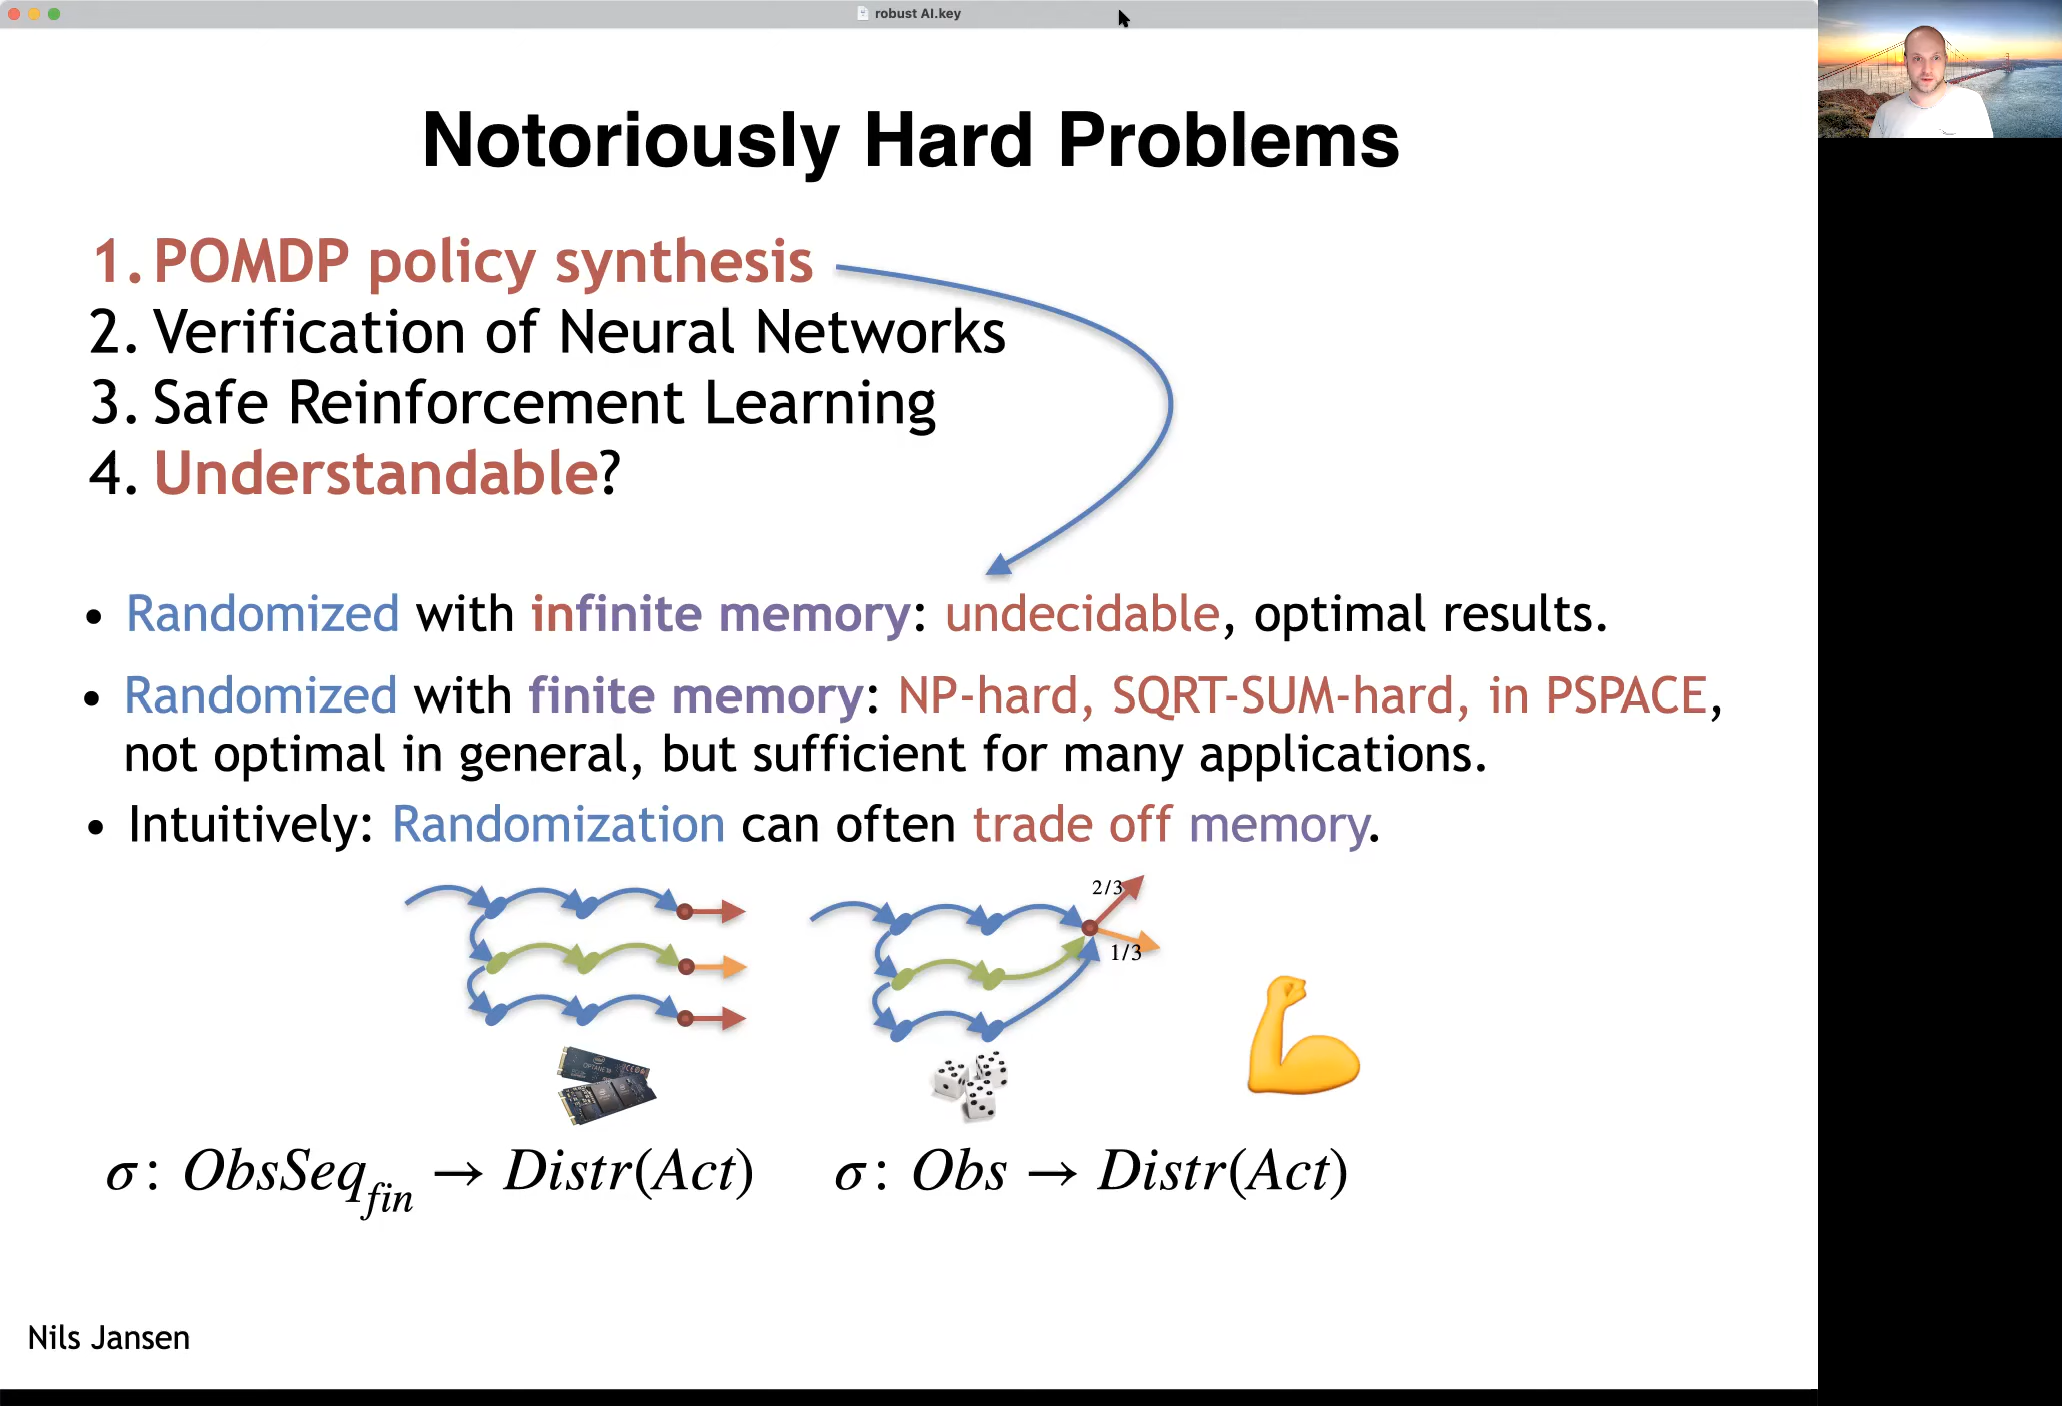 robust AI.key
Notoriously Hard Problems
1. POMDP policy synthesis
2. Verification of Neural Networks
3. Safe Reinforcement Learning
4. Understandable?
• Randomized with infinite memory: undecidable, optimal results.
• Randomized with finite memory: NP-hard, SQRT-SUM-hard, in PSPACE,
not optimal in general, but sufficient for many applications.
• Intuitively: Randomization can often trade off memory.
2/3
1/3
σ: ObsSeq_fin → Distr(Act)
σ: Obs → Distr(Act)
Nils Jansen